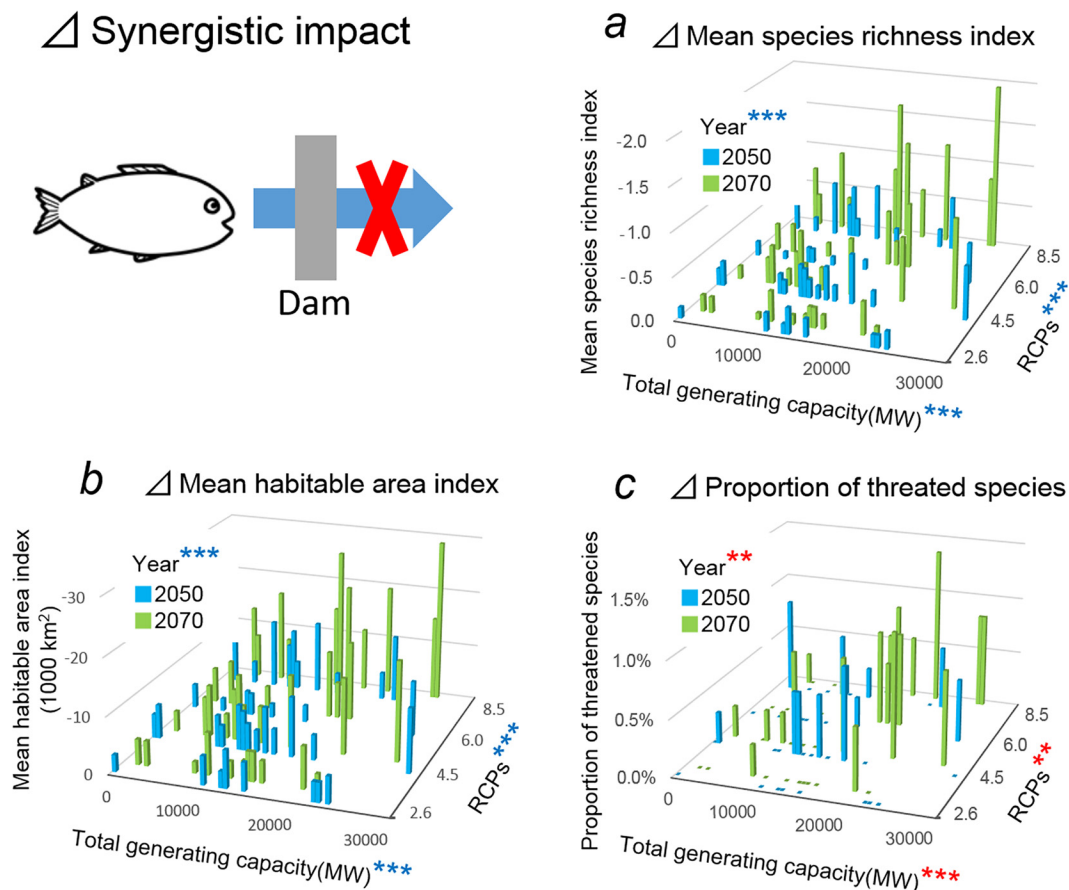 ⊿ Synergistic impact
Dam
a ⊿ Mean species richness index
Mean species richness index
-2.0
-1.5
-1.0
-0.5
0.0
Year***
2050
2070
0
10000
20000
30000
Total generating capacity(MW)***
8.5
6.0
4.5
2.6
RCPs***
b ⊿ Mean habitable area index
Mean habitable area index
(1000 km²)
-30
-20
-10
0
Year***
2050
2070
0
10000
20000
30000
Total generating capacity(MW)***
8.5
6.0
4.5
2.6
RCPs***
c ⊿ Proportion of threated species
Proportion of threatened species
1.5%
1.0%
0.5%
0.0%
Year**
2050
2070
0
10000
20000
30000
Total generating capacity(MW)***
8.5
6.0
4.5
2.6
RCPs**